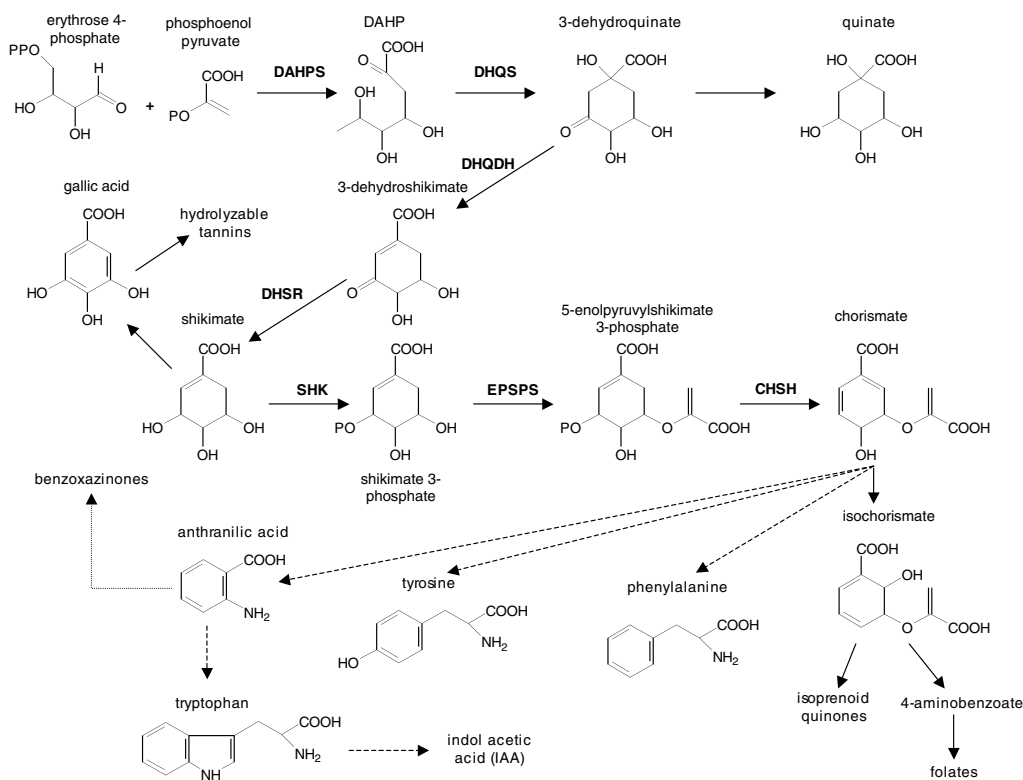 erythrose 4-
phosphate
phosphoenol
pyruvate
DAHP
3-dehydroquinate
quinate
PPO
H
O
HO
OH
+
COOH
PO
DAHPS
COOH
O
OH
OH
OH
DHQS
HO
COOH
O
OH
OH
HO
COOH
HO
OH
OH
DHQDH
gallic acid
COOH
HO
OH
OH
hydrolyzable
tannins
3-dehydroshikimate
COOH
O
OH
OH
DHSR
shikimate
COOH
HO
OH
OH
SHK
COOH
PO
OH
OH
shikimate 3-
phosphate
EPSPS
5-enolpyruvylshikimate
3-phosphate
COOH
PO
O
COOH
OH
CHSH
chorismate
COOH
O
COOH
OH
benzoxazinones
anthranilic acid
COOH
NH2
tyrosine
COOH
NH2
HO
phenylalanine
COOH
NH2
isochorismate
COOH
OH
O
COOH
isoprenoid
quinones
4-aminobenzoate
folates
tryptophan
COOH
NH2
NH
indol acetic
acid (IAA)